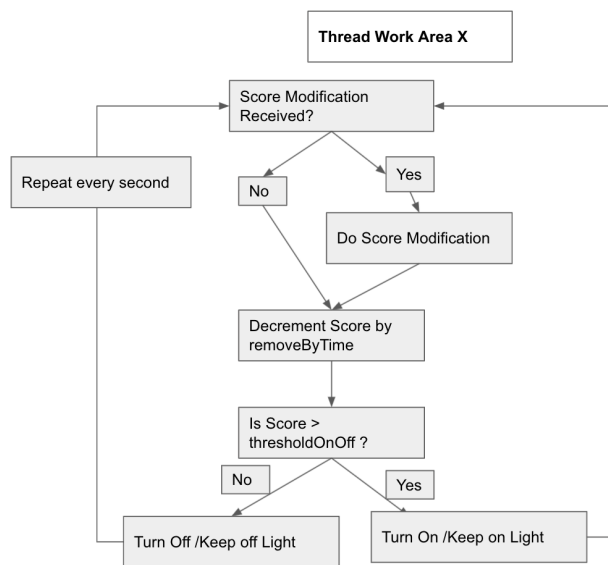 Thread Work Area X
Score Modification
Received?
Repeat every second
No
Yes
Do Score Modification
Decrement Score by
removeByTime
Is Score >
thresholdOnOff ?
No
Yes
Turn Off /Keep off Light
Turn On /Keep on Light